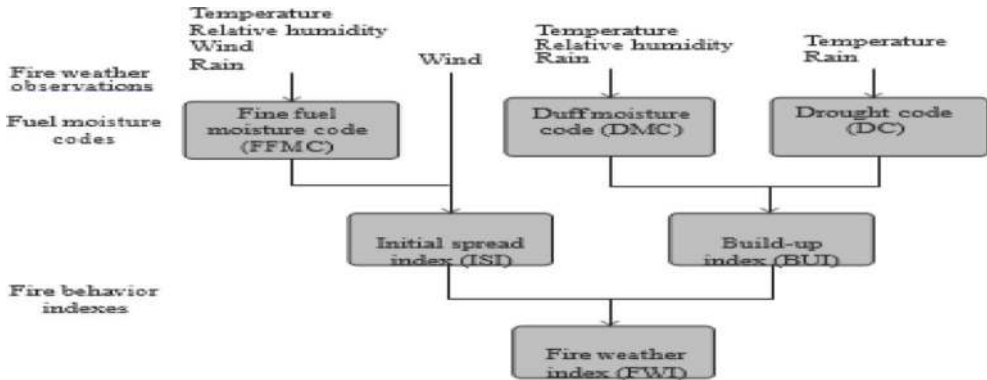 Temperature
Relative humidity
Wind
Rain
Wind
Temperature
Relative humidity
Rain
Temperature
Rain
Fire weather
observations
Fuel moisture
codes
Fine fuel
moisture code
(FFMC)
Duff moisture
code (DMC)
Drought code
(DC)
Initial spread
index (ISI)
Build-up
index (BUI)
Fire behavior
indexes
Fire weather
index (FWI)